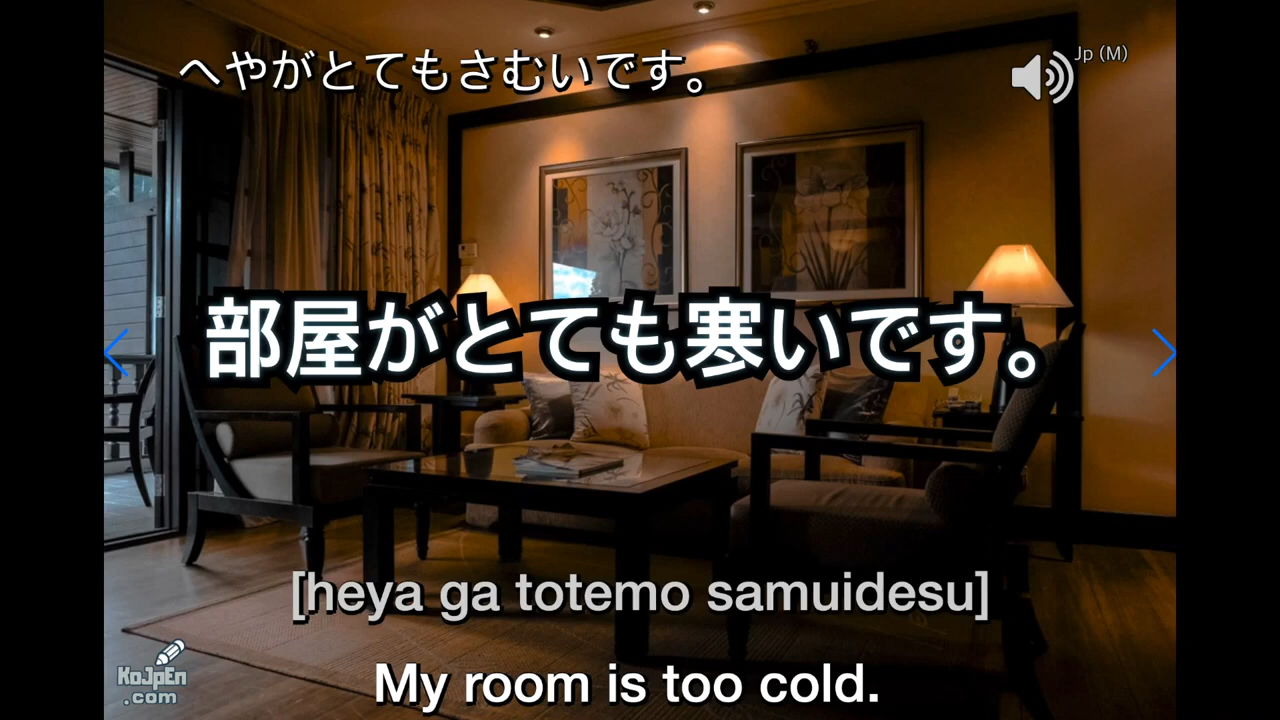 へやがとてもさむいです。
Jp (M)
部屋がとても寒いです。
[heya ga totemo samuidesu]
My room is too cold.
KoJpEn
.com